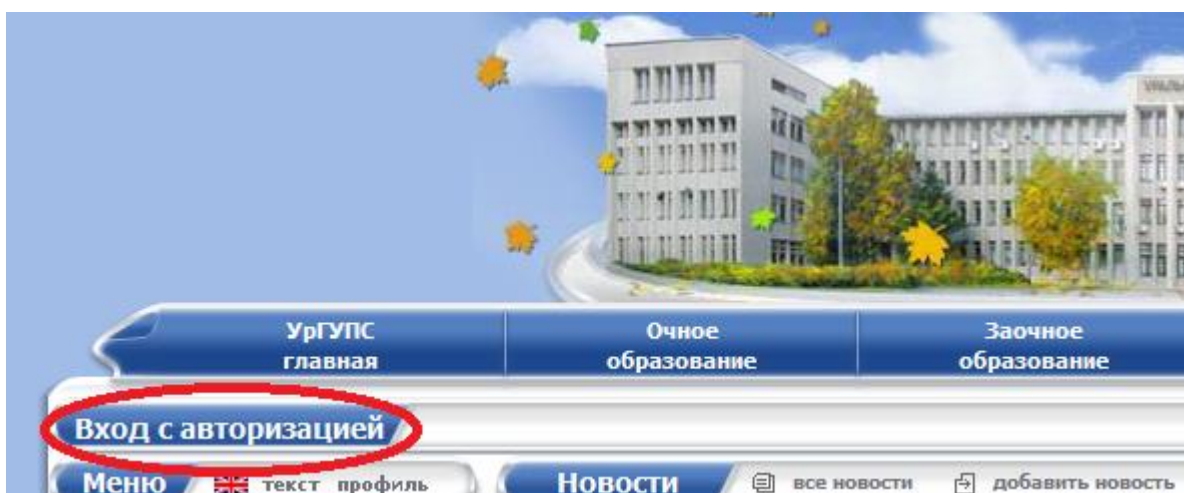 УрГУПС
главная
Очное
образование
Заочное
образование
Вход с авторизацией
Меню
текст профиль
Новости
все новости
добавить новость